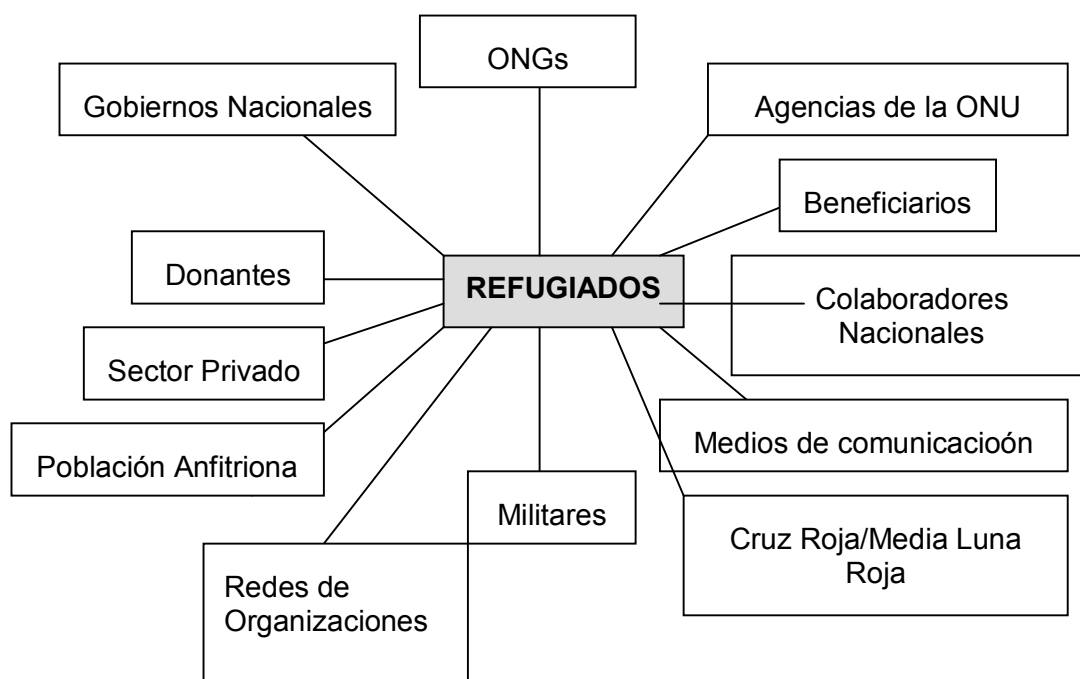 ONGs
Gobiernos Nacionales
Agencias de la ONU
Beneficiarios
Donantes
REFUGIADOS
Colaboradores
Nacionales
Sector Privado
Medios de comunicacioón
Población Anfitriona
Militares
Cruz Roja/Media Luna
Roja
Redes de
Organizaciones